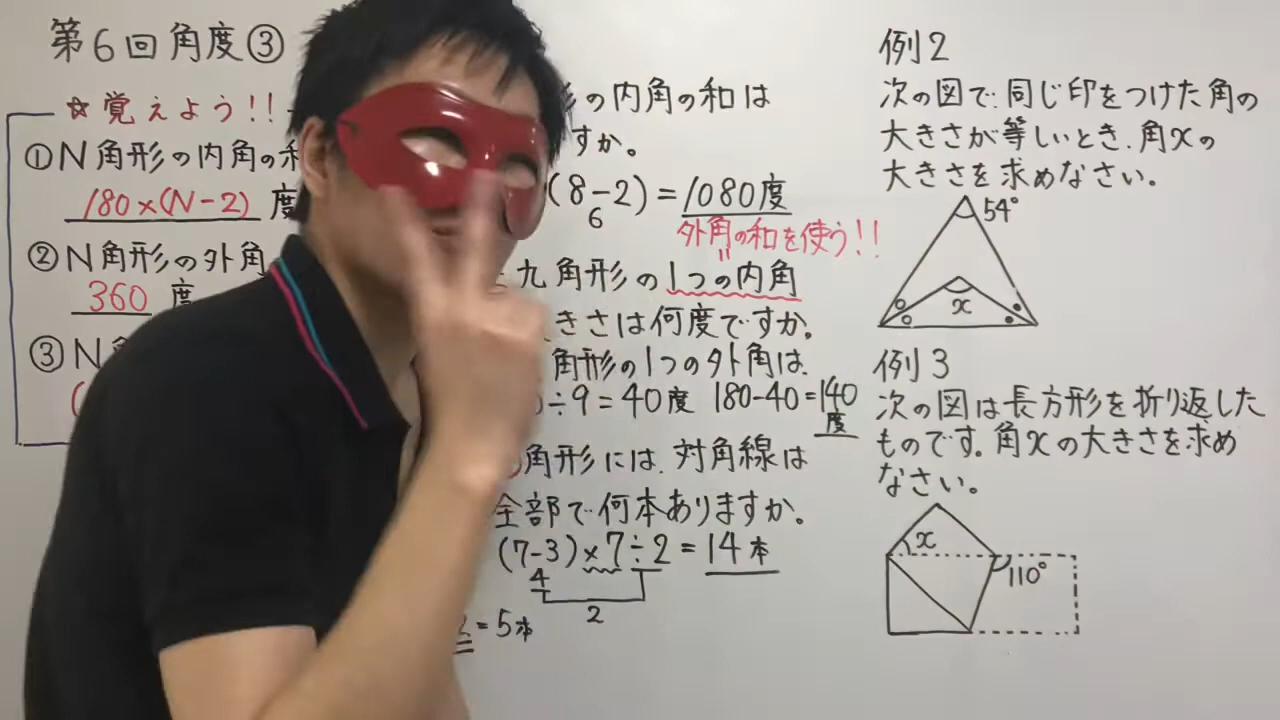 第6回角度③
☆覚えよう!!
①N角形の内角の和
180×(N-2)度
②N角形の外角
360度
③N角
(
形の内角の和は
すか。
(8-2)=1080度
6
外角の和を使う!!
九角形の1つの内角
きさは何度ですか。
角形の1つの外角は
÷9=40度 180-40=140度
角形には、対角線は
全部で何本ありますか。
(7-3)×7÷2=14本
4
2
=5本
例2
次の図で、同じ印をつけた角の
大きさが等しいとき、角xの
大きさを求めなさい。
54°
x
例3
次の図は長方形を折り返した
ものです。角xの大きさを求め
なさい。
x
110°